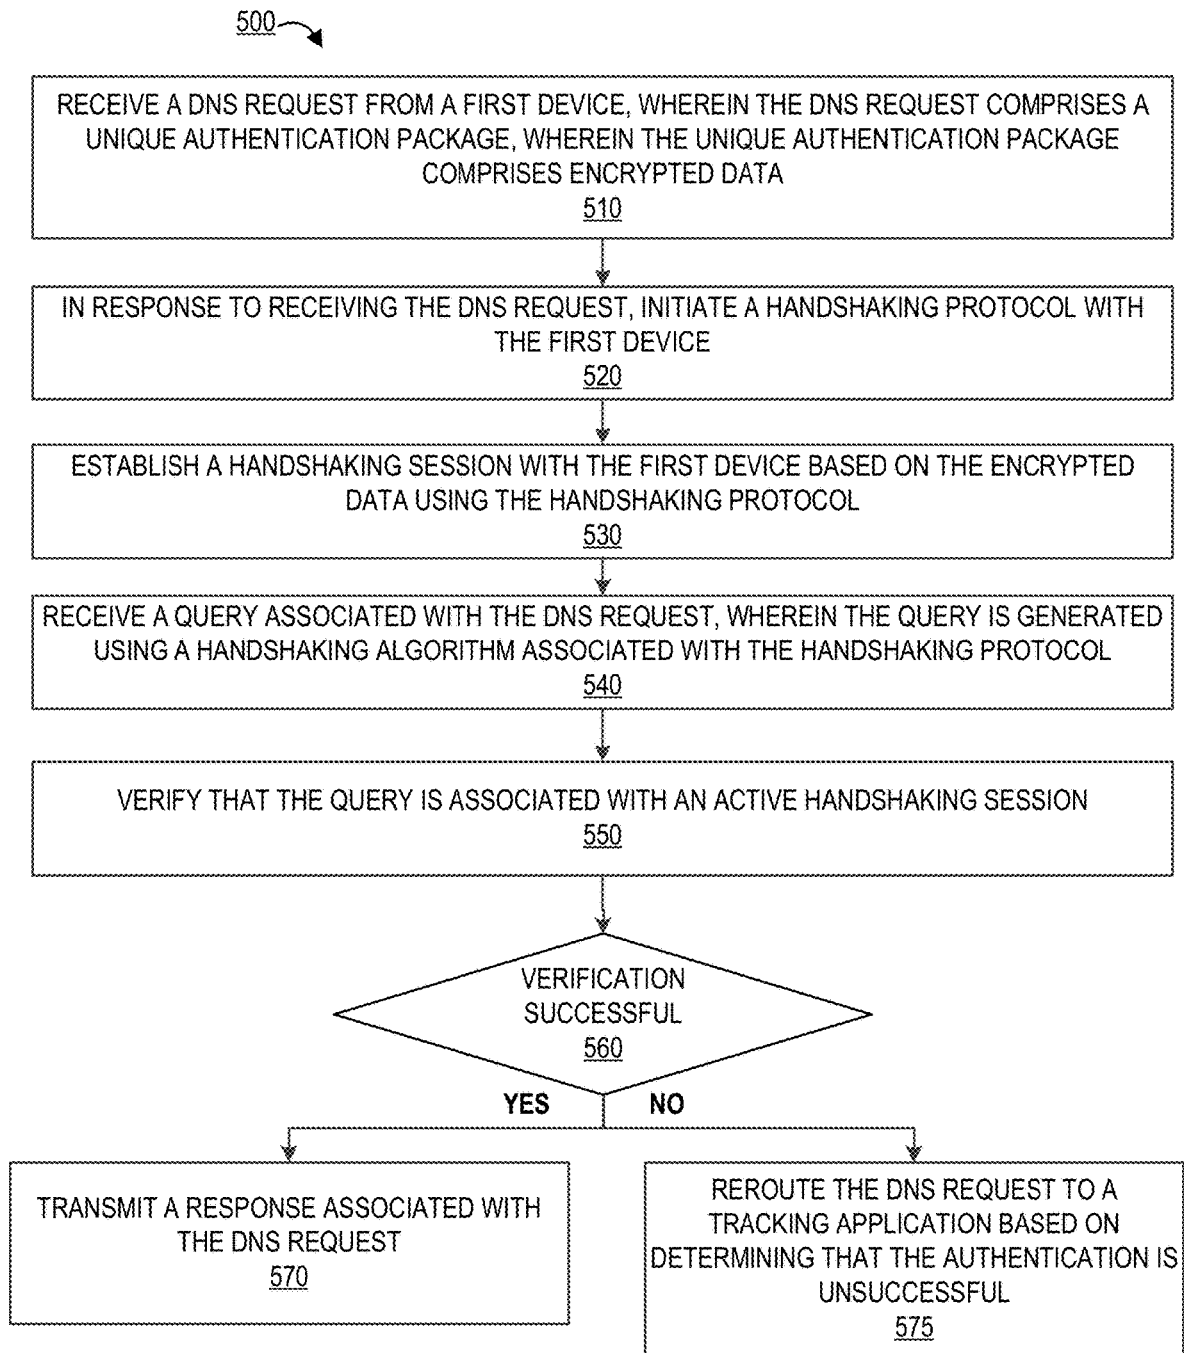 500
RECEIVE A DNS REQUEST FROM A FIRST DEVICE, WHEREIN THE DNS REQUEST COMPRISES A
UNIQUE AUTHENTICATION PACKAGE, WHEREIN THE UNIQUE AUTHENTICATION PACKAGE
COMPRISES ENCRYPTED DATA
510
IN RESPONSE TO RECEIVING THE DNS REQUEST, INITIATE A HANDSHAKING PROTOCOL WITH
THE FIRST DEVICE
520
ESTABLISH A HANDSHAKING SESSION WITH THE FIRST DEVICE BASED ON THE ENCRYPTED
DATA USING THE HANDSHAKING PROTOCOL
530
RECEIVE A QUERY ASSOCIATED WITH THE DNS REQUEST, WHEREIN THE QUERY IS GENERATED
USING A HANDSHAKING ALGORITHM ASSOCIATED WITH THE HANDSHAKING PROTOCOL
540
VERIFY THAT THE QUERY IS ASSOCIATED WITH AN ACTIVE HANDSHAKING SESSION
550
VERIFICATION
SUCCESSFUL
560
YES
NO
TRANSMIT A RESPONSE ASSOCIATED WITH
THE DNS REQUEST
570
REROUTE THE DNS REQUEST TO A
TRACKING APPLICATION BASED ON
DETERMINING THAT THE AUTHENTICATION IS
UNSUCCESSFUL
575